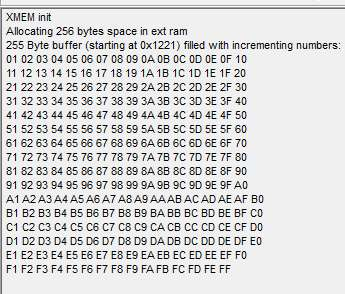 XMEM init
Allocating 256 bytes space in ext ram
255 Byte buffer (starting at 0x1221) filled with incrementing numbers:
01 02 03 04 05 06 07 08 09 0A 0B 0C 0D 0E 0F 10
11 12 13 14 15 16 17 18 19 1A 1B 1C 1D 1E 1F 20
21 22 23 24 25 26 27 28 29 2A 2B 2C 2D 2E 2F 30
31 32 33 34 35 36 37 38 39 3A 3B 3C 3D 3E 3F 40
41 42 43 44 45 46 47 48 49 4A 4B 4C 4D 4E 4F 50
51 52 53 54 55 56 57 58 59 5A 5B 5C 5D 5E 5F 60
61 62 63 64 65 66 67 68 69 6A 6B 6C 6D 6E 6F 70
71 72 73 74 75 76 77 78 79 7A 7B 7C 7D 7E 7F 80
81 82 83 84 85 86 87 88 89 8A 8B 8C 8D 8E 8F 90
91 92 93 94 95 96 97 98 99 9A 9B 9C 9D 9E 9F A0
A1 A2 A3 A4 A5 A6 A7 A8 A9 AA AB AC AD AE AF B0
B1 B2 B3 B4 B5 B6 B7 B8 B9 BA BB BC BD BE BF C0
C1 C2 C3 C4 C5 C6 C7 C8 C9 CA CB CC CD CE CF D0
D1 D2 D3 D4 D5 D6 D7 D8 D9 DA DB DC DD DE DF E0
E1 E2 E3 E4 E5 E6 E7 E8 E9 EA EB EC ED EE EF F0
F1 F2 F3 F4 F5 F6 F7 F8 F9 FA FB FC FD FE FF